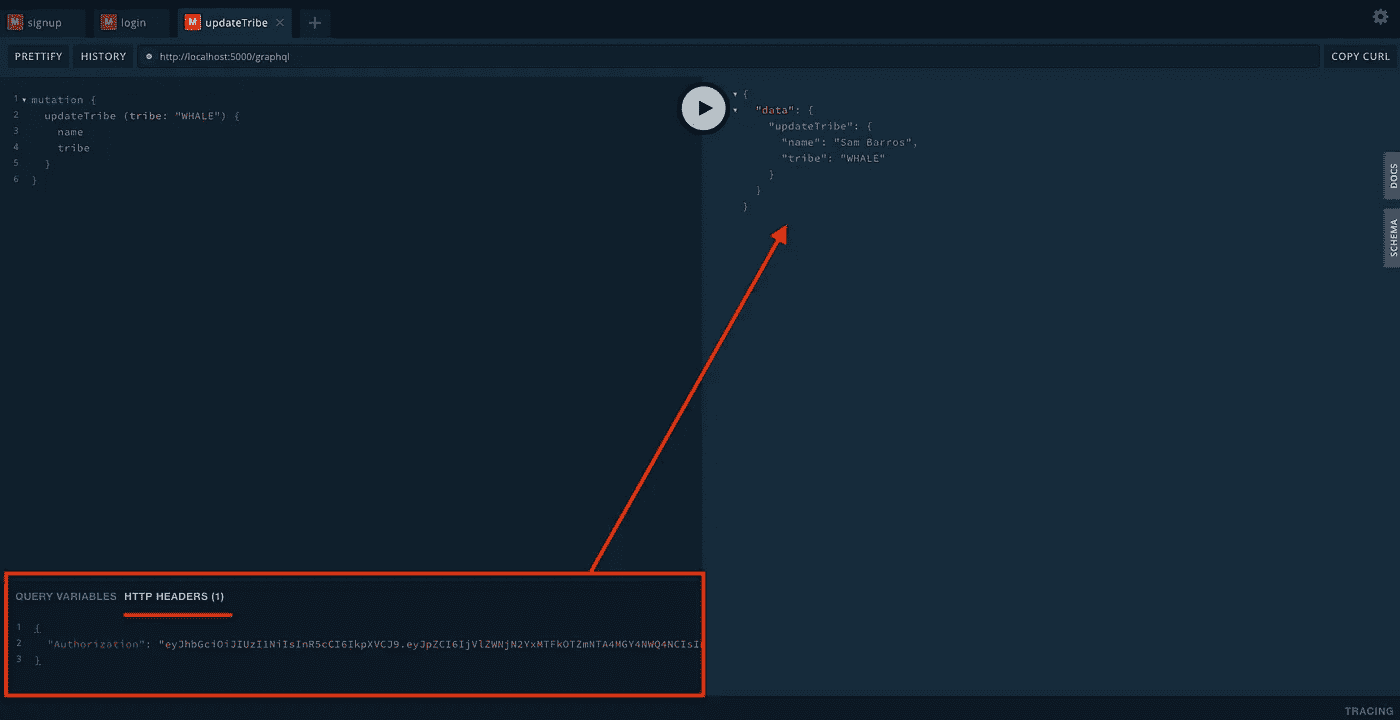 M signup
M login
M updateTribe ×
+
PRETTIFY
HISTORY
http://localhost:5000/graphql
COPY CURL
1 mutation {
2 updateTribe (tribe: "WHALE") {
3 name
4 tribe
5 }
6 }
{
"data": {
"updateTribe": {
"name": "Sam Barros",
"tribe": "WHALE"
}
}
}
DOCS
SCHEMA
QUERY VARIABLES HTTP HEADERS (1)
1 {
2 "Authorization": "eyJhbGciOiJIUzI1NiIsInR5cCI6IkpXVCJ9.eyJpZCI6IjVlZWNjN2YxMTFkOTZmNTA4MGY4NWQ4NCIsI
3 }
TRACING